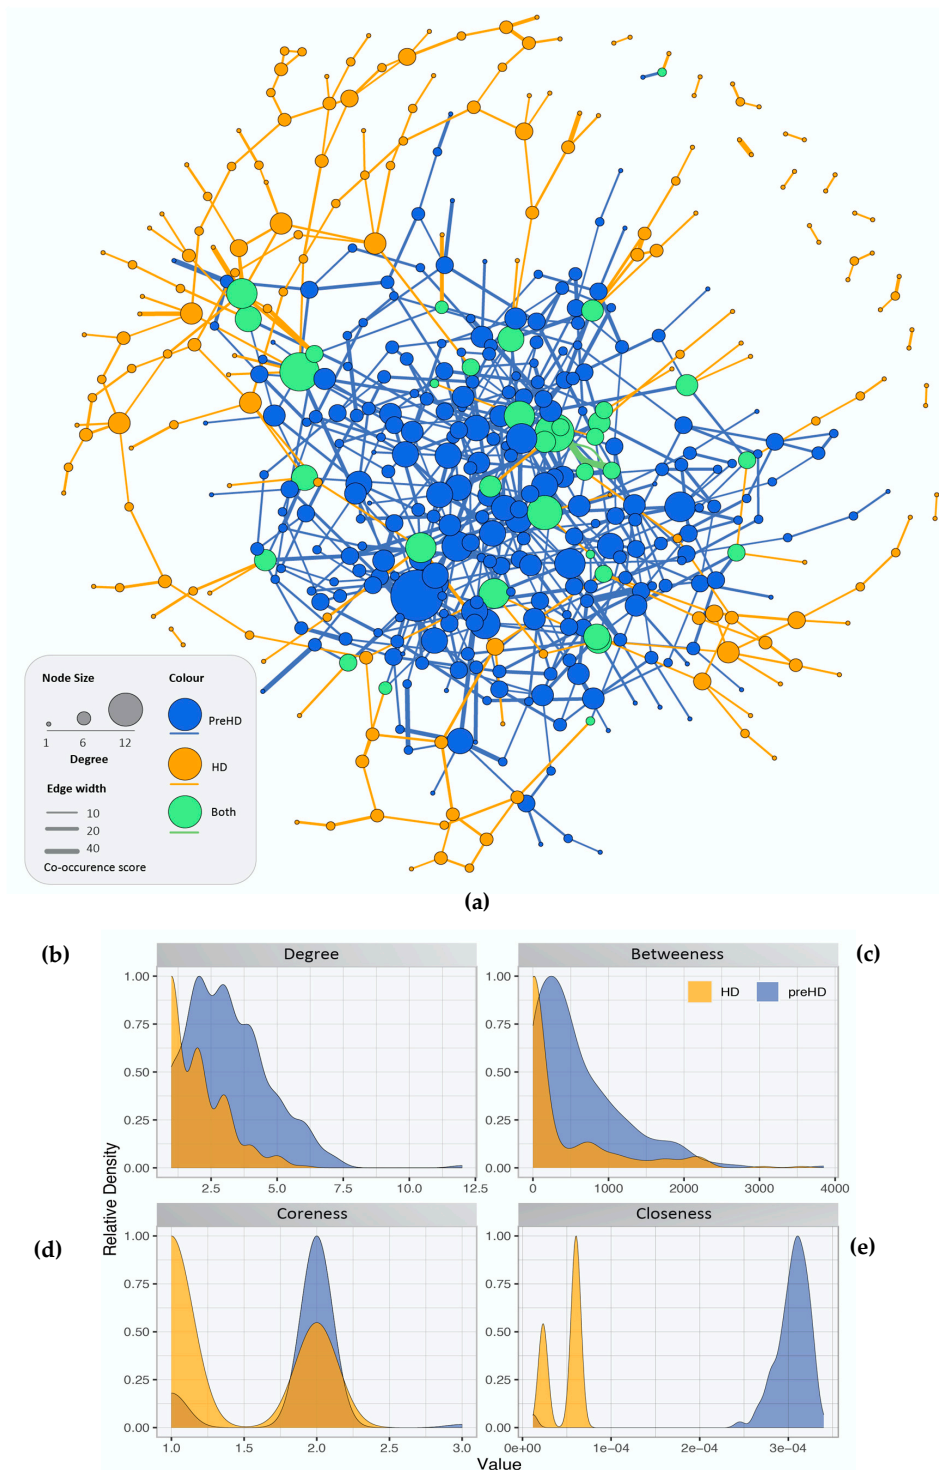 Node Size
Colour
1 6 12
Degree
PreHD
HD
Both
Edge width
10
20
40
Co-occurence score
(a)
(b)
Degree
Betweeness
(c)
HD preHD
1.00
0.75
0.50
0.25
0.00
2.5 5.0 7.5 10.0 12.5
1.00
0.75
0.50
0.25
0.00
0 1000 2000 3000 4000
Relative Density
(d)
Coreness
Closeness
(e)
1.00
0.75
0.50
0.25
0.00
1.0 1.5 2.0 2.5 3.0
1.00
0.75
0.50
0.25
0.00
0e+00 1e-04 2e-04 3e-04
Value